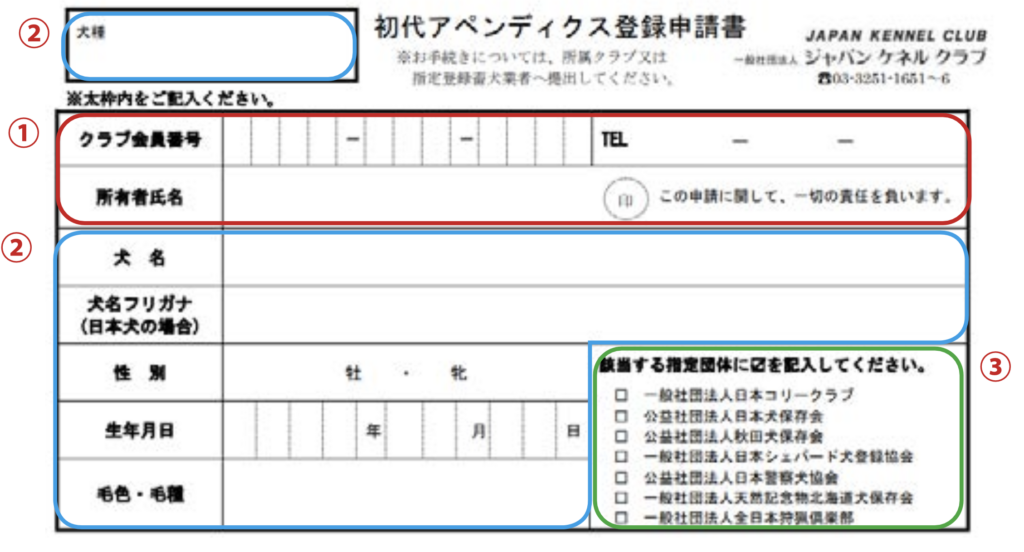 ②
犬種
初代アペンディクス登録申請書
※お手続きについては、所属クラブ又は
指定登録畜犬業者へ提出してください。
JAPAN KENNEL CLUB
一般社団法人 ジャパン ケネル クラブ
☎03-3251-1651~6
※太枠内をご記入ください。
①
クラブ会員番号 － － TEL － －
所有者氏名 印 この申請に関して、一切の責任を負います。
②
犬 名
犬名フリガナ
(日本犬の場合)
性 別 牡 ・ 牝
生年月日 年 月 日
毛色・毛種
③
該当する指定団体に☑を記入してください。
□ 一般社団法人日本コリークラブ
□ 公益社団法人日本犬保存会
□ 公益社団法人秋田犬保存会
□ 一般社団法人日本シェパード犬登録協会
□ 公益社団法人日本警察犬協会
□ 一般社団法人天然記念物北海道犬保存会
□ 一般社団法人全日本狩猟倶楽部